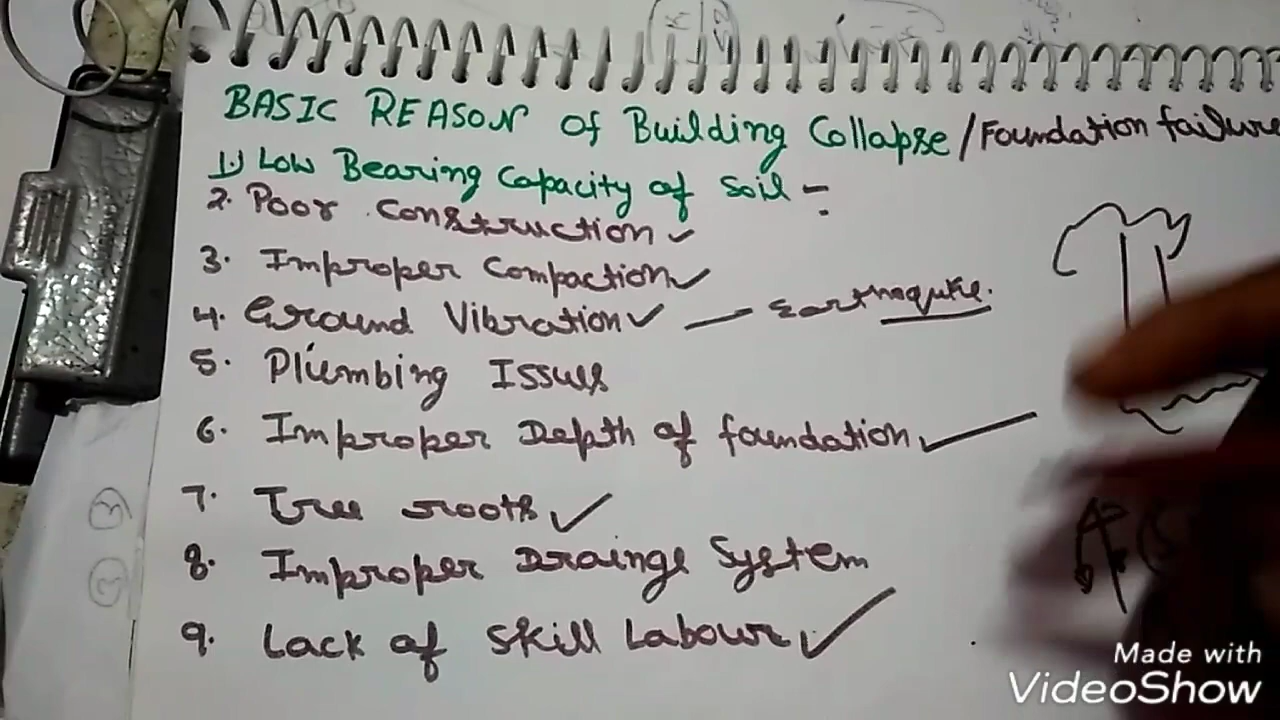 BASIC REASON of Building Collapse / Foundation failure
1.) Low Bearing Capacity of Soil -:
2. Poor Construction ✓
3. Improper Compaction ✓
4. Ground Vibration ✓ — Earthoquke.
5. Plumbing Issues
6. Improper Depth of foundation ✓
7. Tree roots ✓
8. Improper Drainge System
9. Lack of Skill Labour ✓
Made with
VideoShow